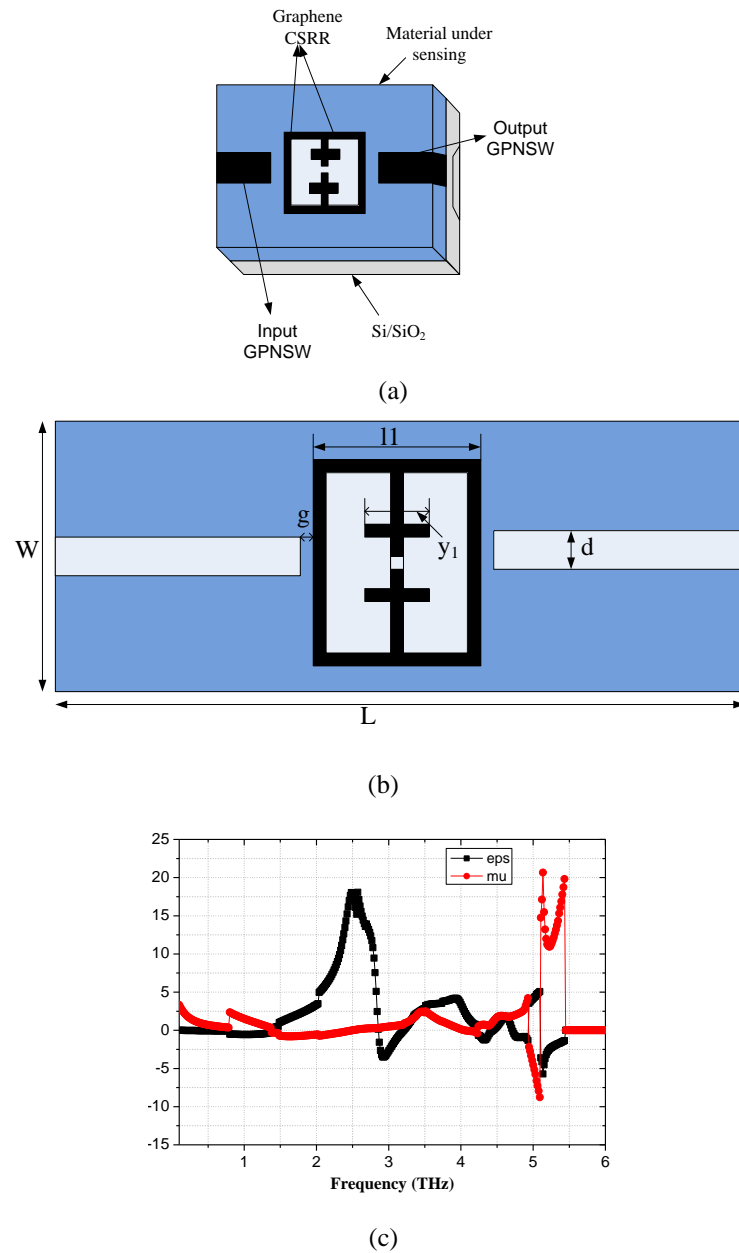 Graphene
CSRR
Material under
sensing
Output
GPNSW
Input
GPNSW
Si/SiO₂
(a)
l1
g
W
y₁
d
L
(b)
25
20
15
10
5
0
-5
-10
-15
eps
mu
1 2 3 4 5 6
Frequency (THz)
(c)